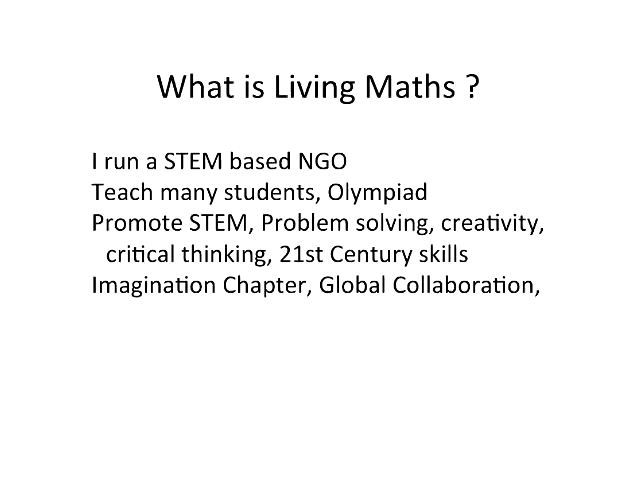 What is Living Maths ?
I run a STEM based NGO
Teach many students, Olympiad
Promote STEM, Problem solving, creativity,
critical thinking, 21st Century skills
Imagination Chapter, Global Collaboration,